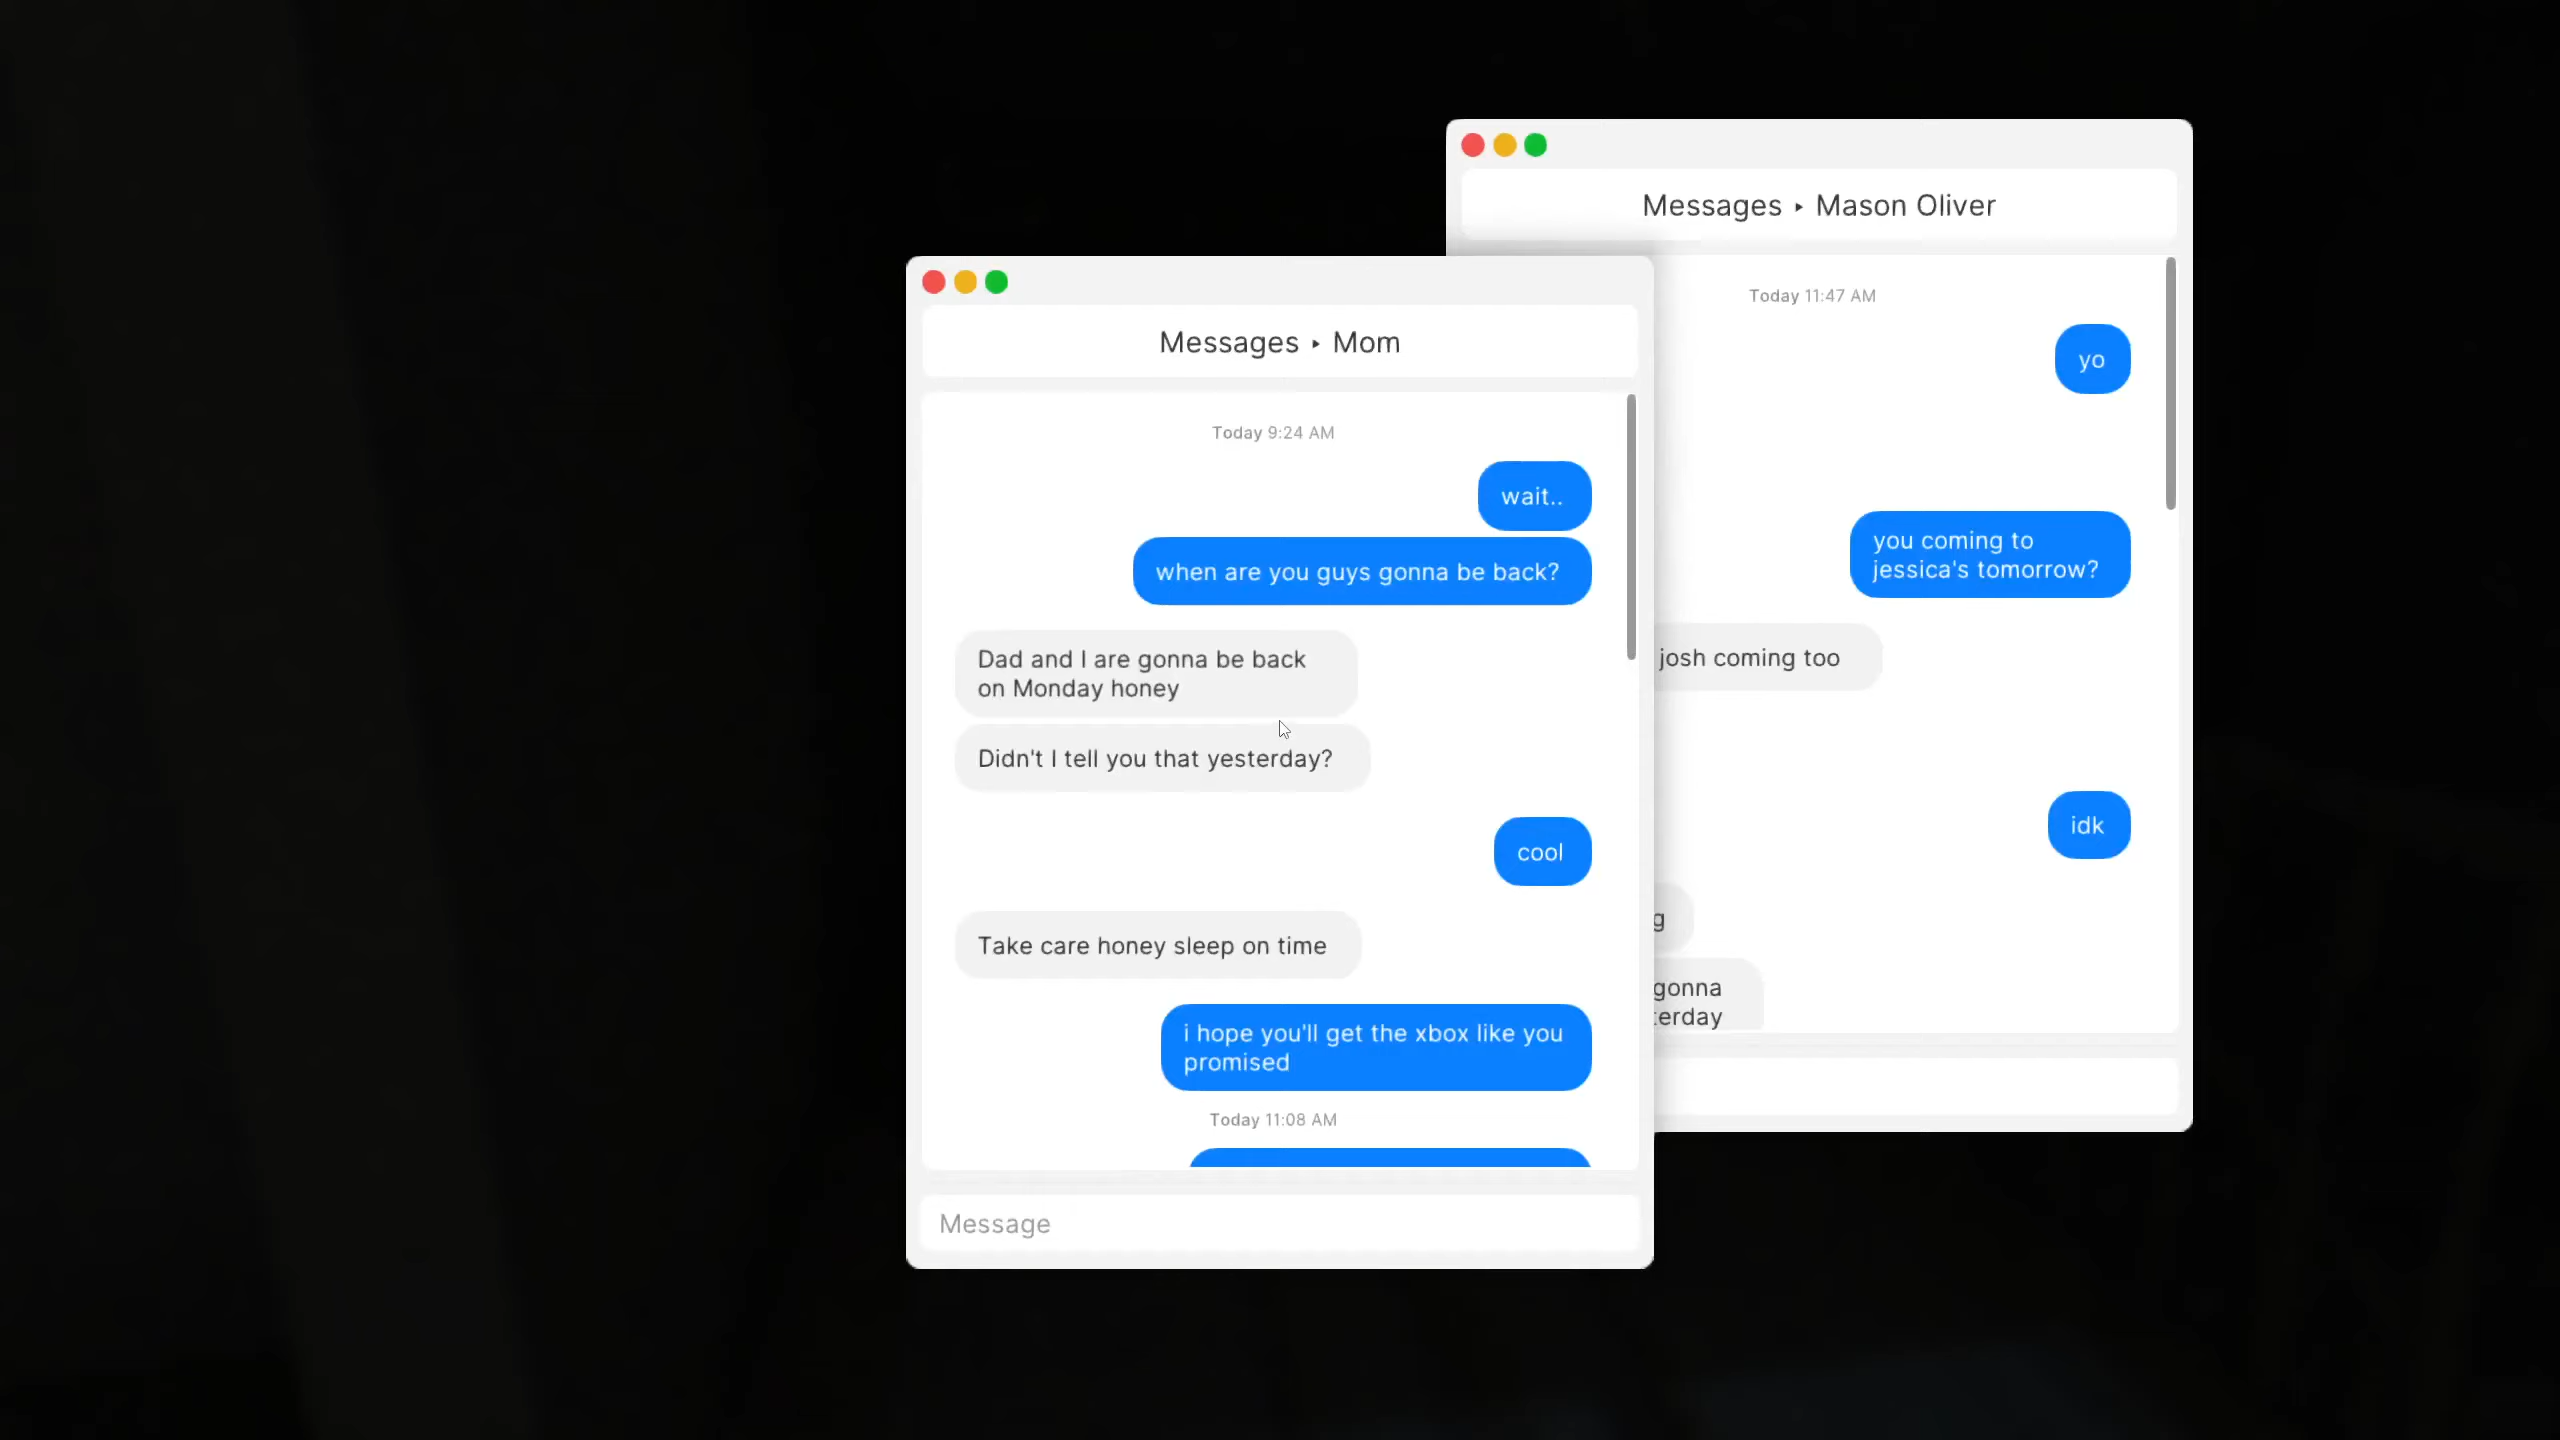 Messages ‣ Mason Oliver
Today 11:47 AM
yo
you coming to
jessica's tomorrow?
josh coming too
idk
gonna
Messages ‣ Mom
Today 9:24 AM
wait..
when are you guys gonna be back?
Dad and I are gonna be back
on Monday honey
Didn't I tell you that yesterday?
cool
Take care honey sleep on time
i hope you'll get the xbox like you
promised
Today 11:08 AM
Message